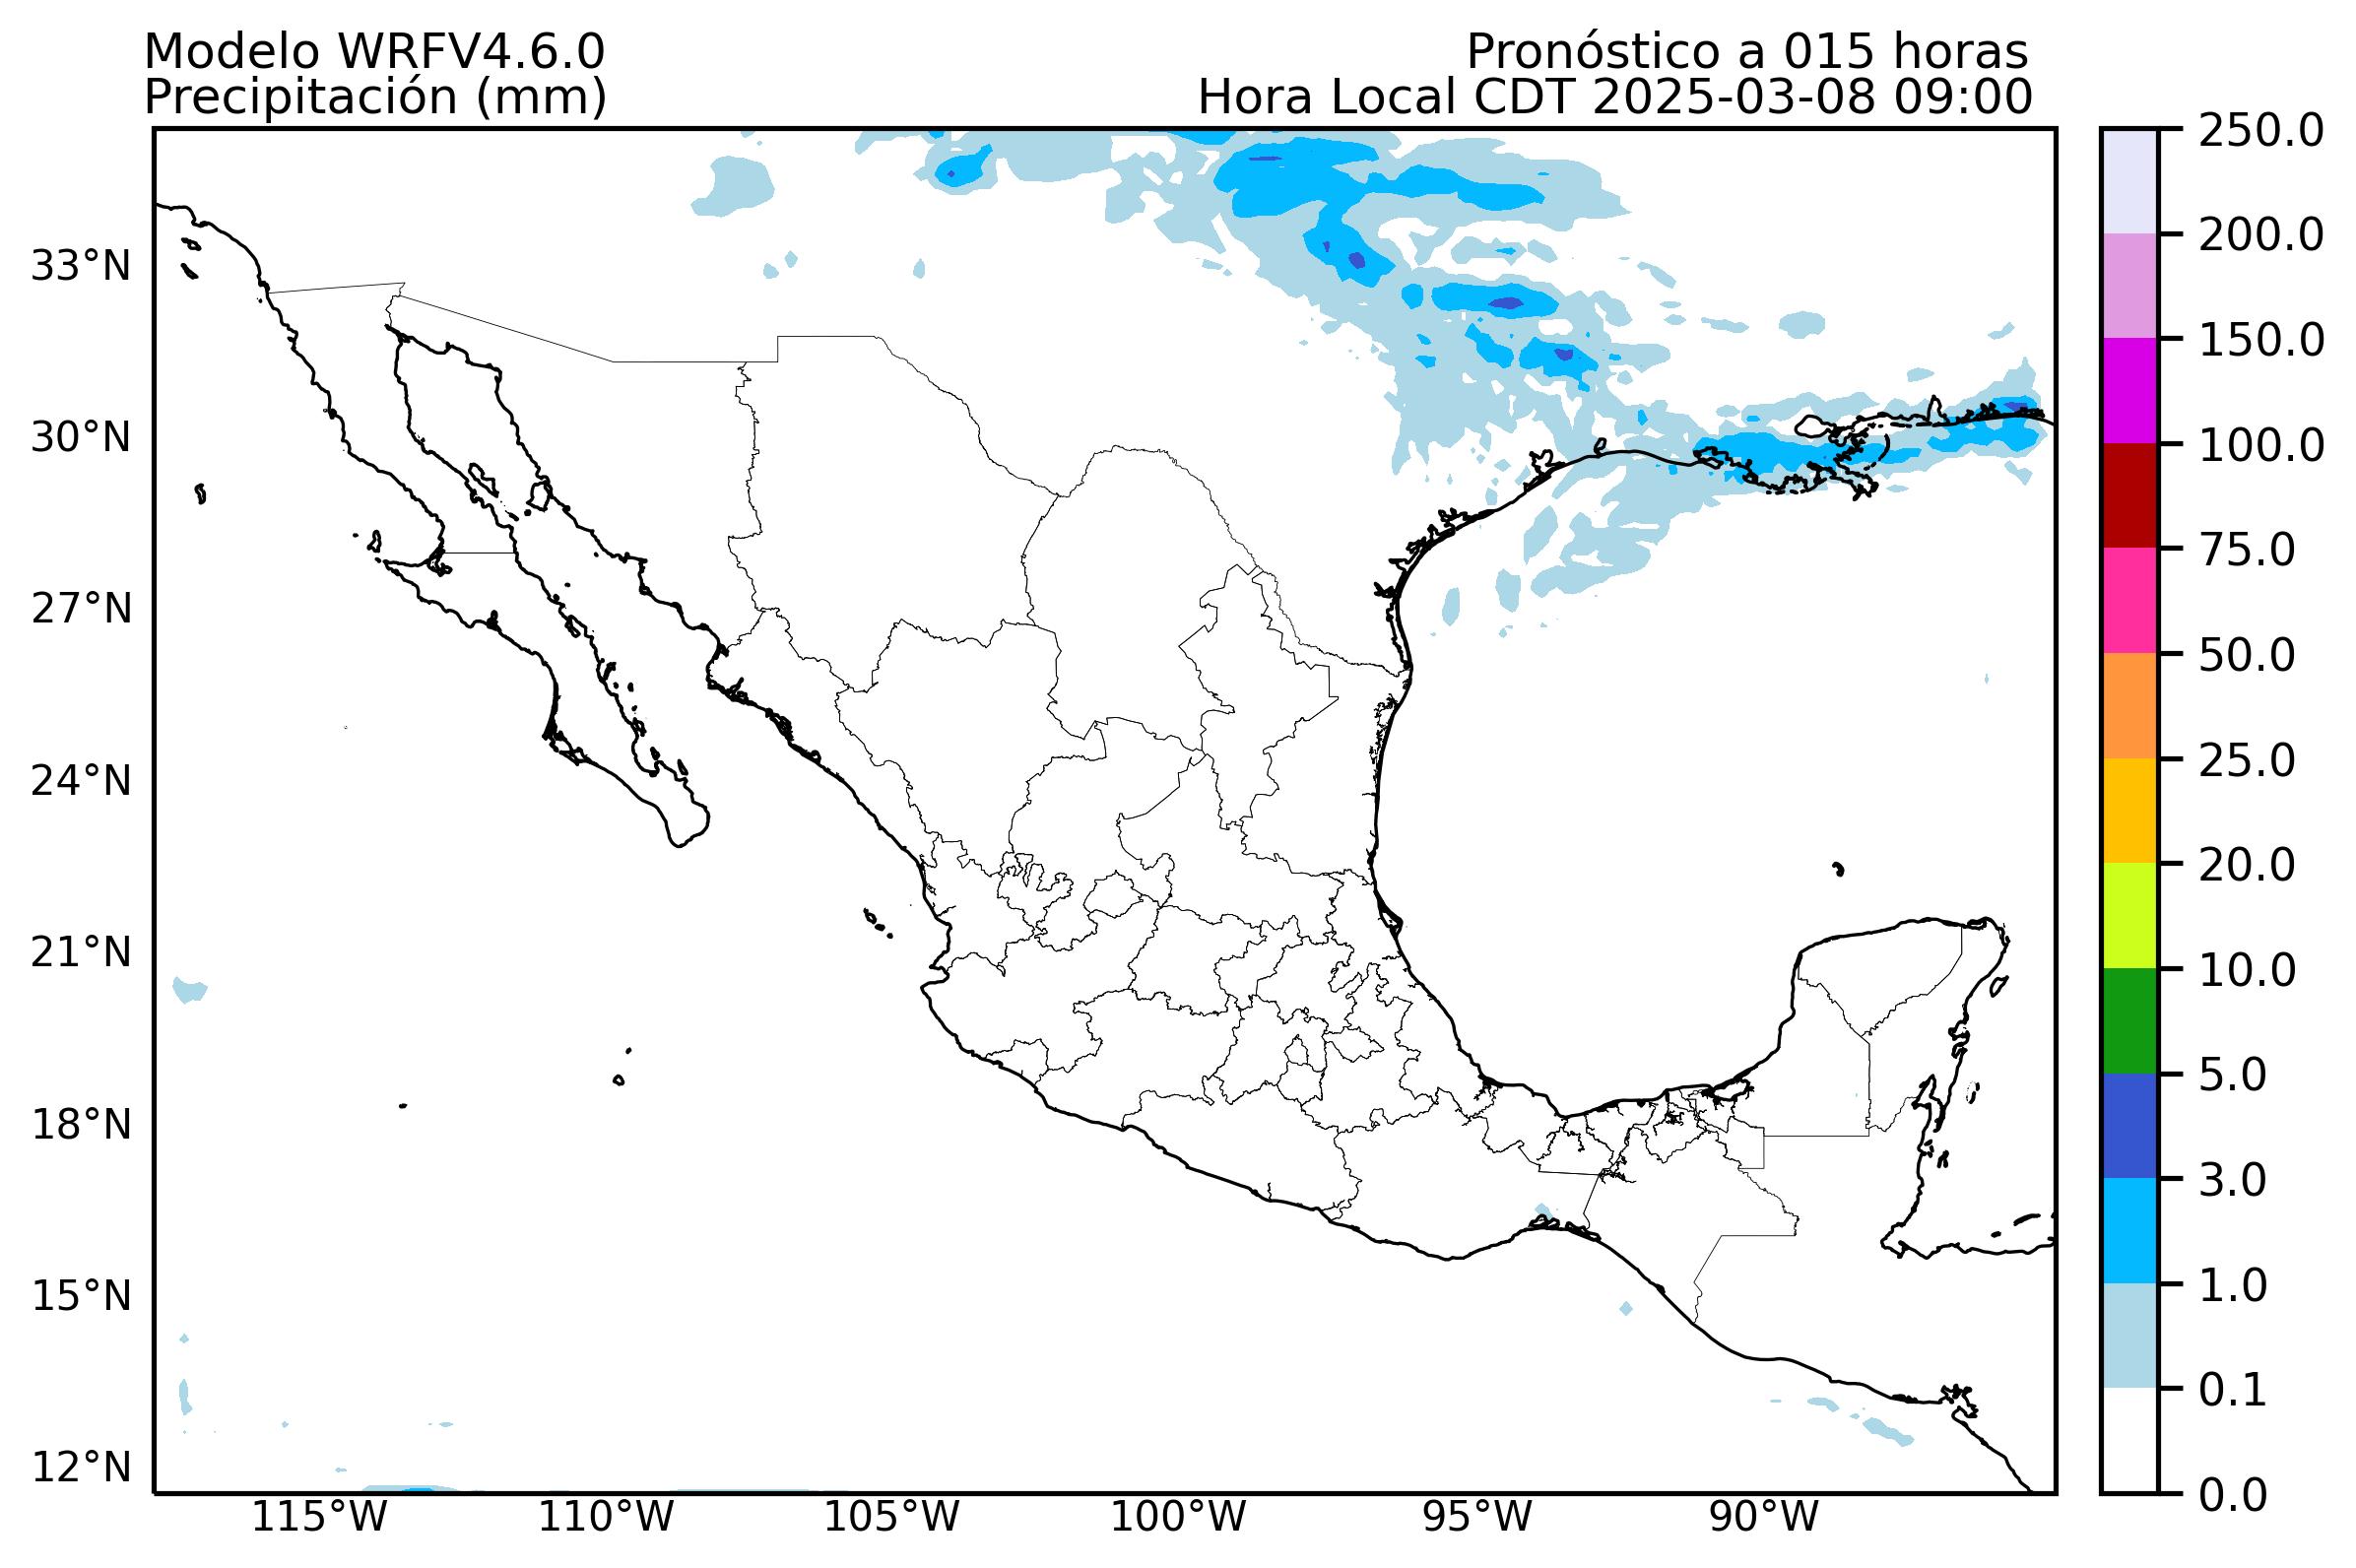 Modelo WRFV4.6.0
Pronóstico a 015 horas
Precipitación (mm)
Hora Local CDT 2025-03-08 09:00
33°N
30°N
27°N
24°N
21°N
18°N
15°N
12°N
115°W
110°W
105°W
100°W
95°W
90°W
250.0
200.0
150.0
100.0
75.0
50.0
25.0
20.0
10.0
5.0
3.0
1.0
0.1
0.0